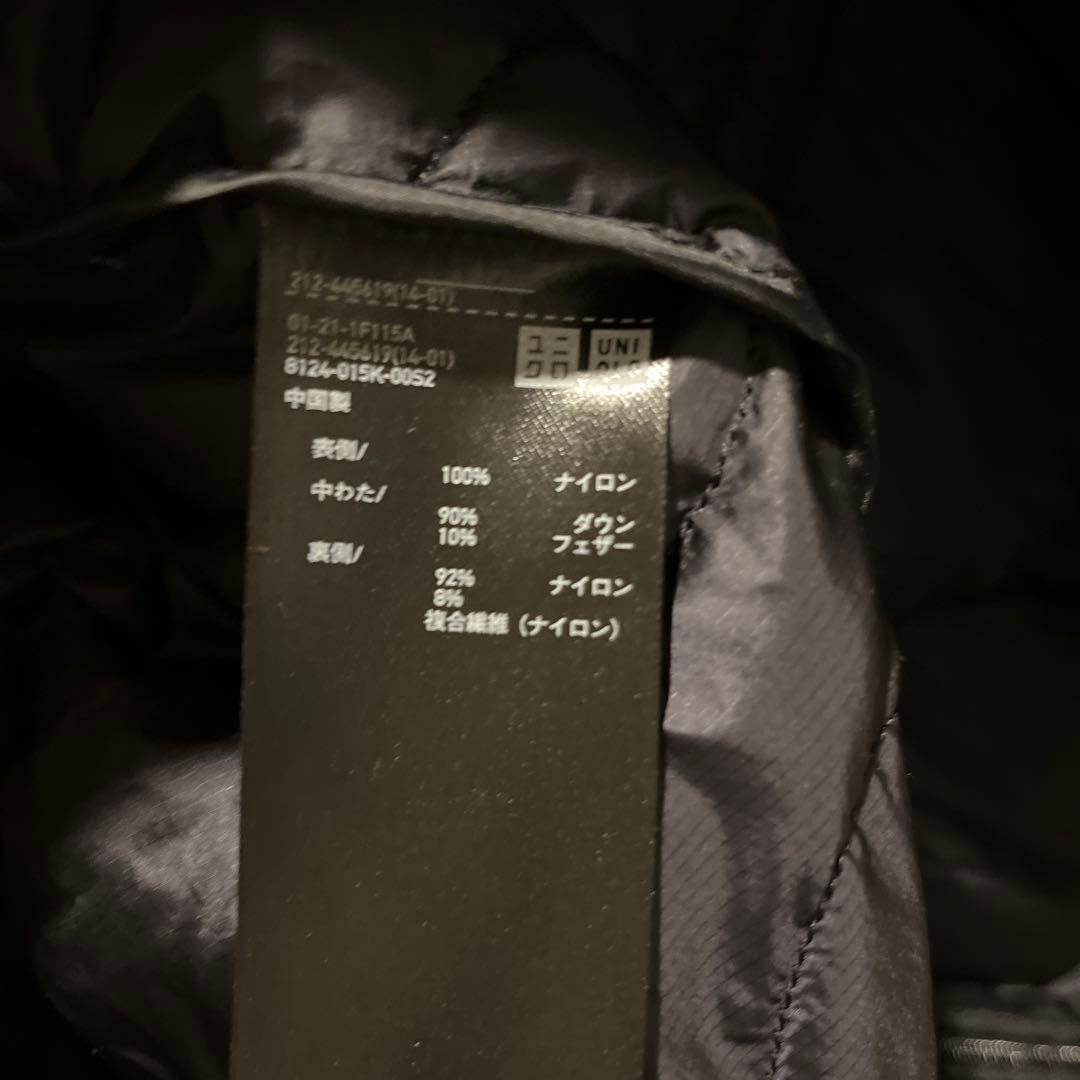 212-445619(14-01)
01-21-1F115A
212-445619(14-01)
8124-015K-00S2
中国製
ユニ
クロ
UNI
QLO
表側/
100% ナイロン
中わた/
90% ダウン
10% フェザー
裏側/
92% ナイロン
8%
複合繊維 (ナイロン)